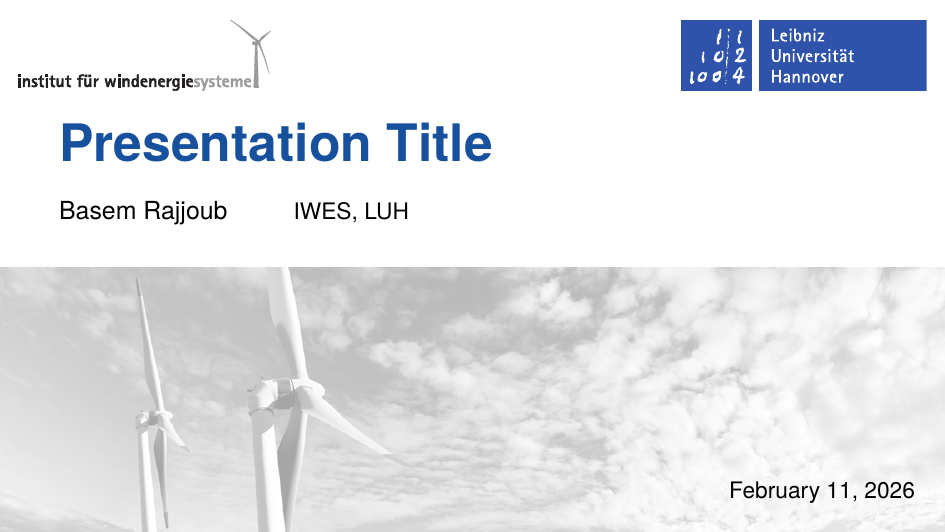 institut für windenergiesysteme
1 1
1 0 2
1 0 0 4
Leibniz
Universität
Hannover
Presentation Title
Basem Rajjoub IWES, LUH
February 11, 2026